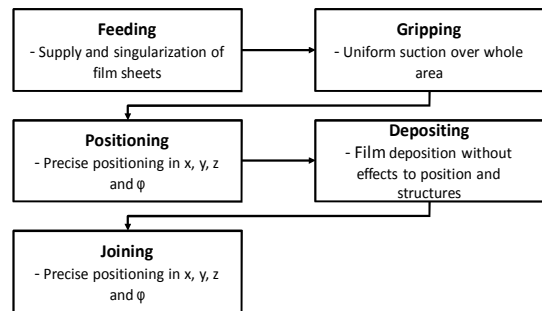 Feeding
- Supply and singularization of
film sheets
Gripping
- Uniform suction over whole
area
Positioning
- Precise positioning in x, y, z
and φ
Depositing
- Film deposition without
effects to position and
structures
Joining
- Precise positioning in x, y, z
and φ